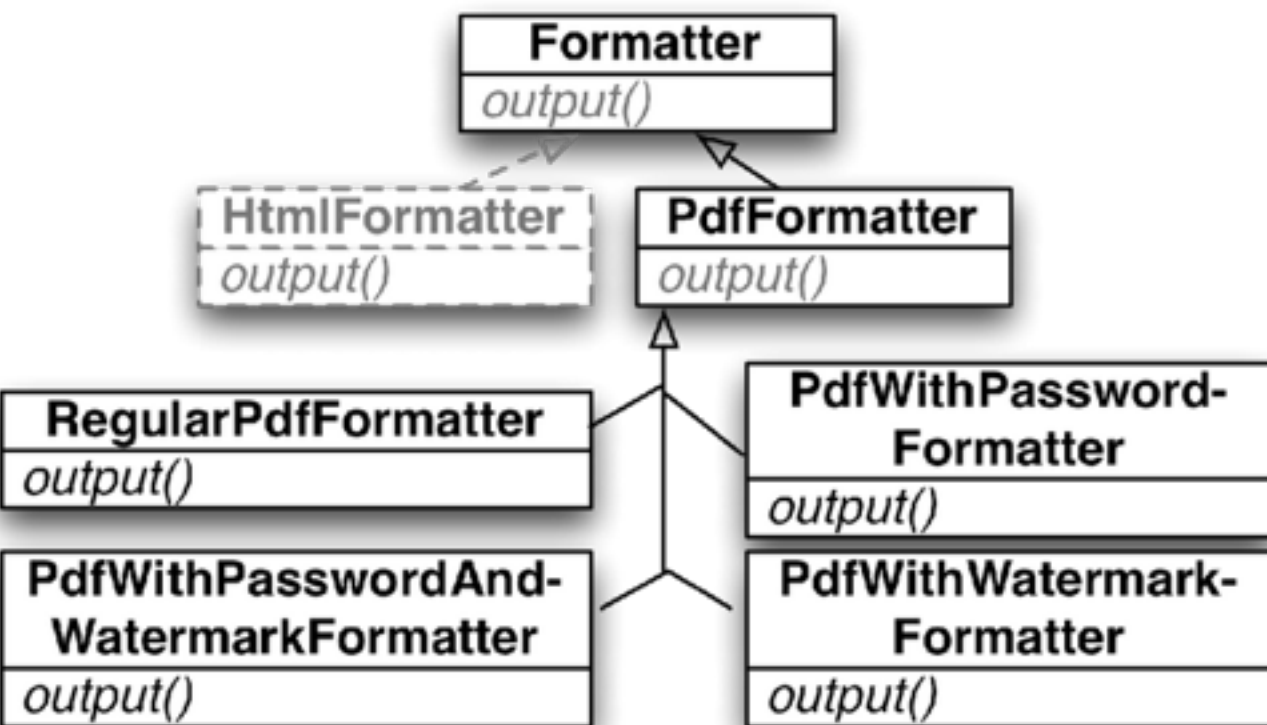 Formatter
output()
HtmlFormatter
output()
PdfFormatter
output()
RegularPdfFormatter
output()
PdfWithPassword-
Formatter
output()
PdfWithPasswordAnd-
WatermarkFormatter
output()
PdfWithWatermark-
Formatter
output()